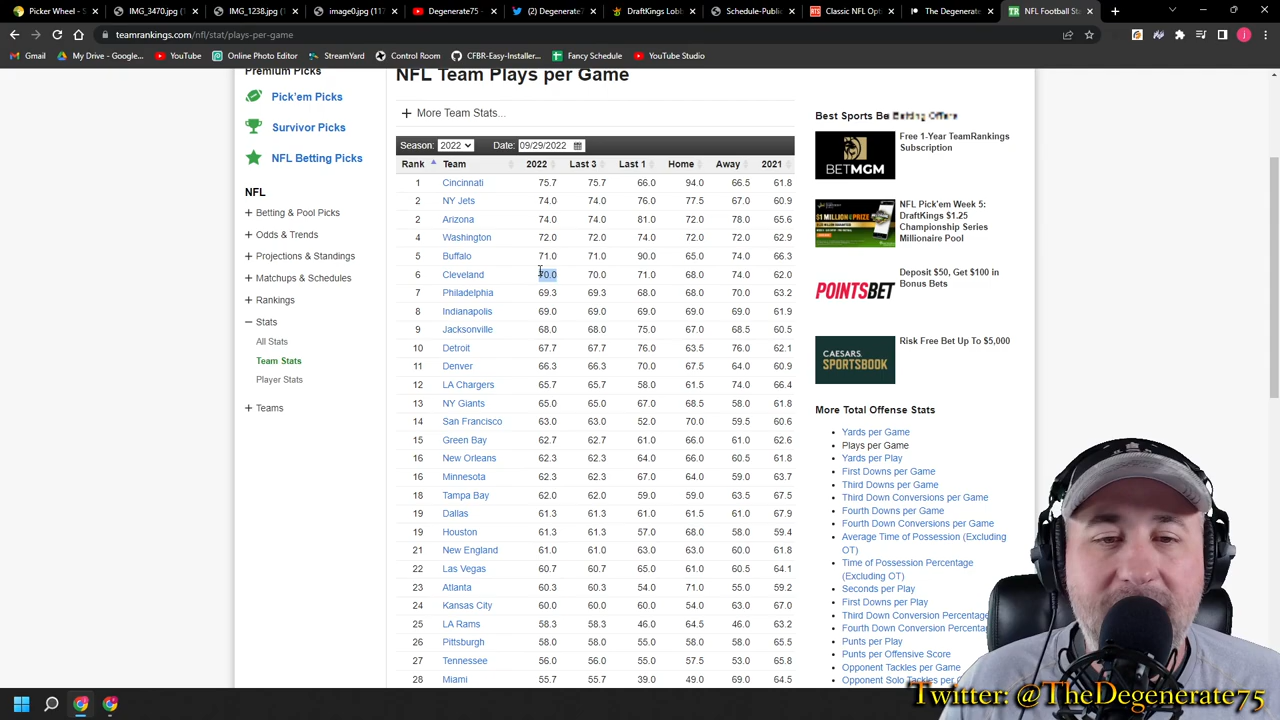 Picker Wheel - S
IMG_3470.jpg (1
IMG_1238.jpg (1
image0.jpg (117
Degenerate75 -
(2) Degenerate7
DraftKings Lobb
Schedule-Public
Classic NFL Opt
The Degenerate
NFL Football Sta
teamrankings.com/nfl/stat/plays-per-game
Gmail
My Drive - Google...
YouTube
Online Photo Editor
StreamYard
Control Room
CFBR-Easy-Installer...
Fancy Schedule
YouTube Studio
Premium Picks
Pick'em Picks
Survivor Picks
NFL Betting Picks
NFL
Betting & Pool Picks
Odds & Trends
Projections & Standings
Matchups & Schedules
Rankings
Stats
All Stats
Team Stats
Player Stats
Teams
NFL Team Plays per Game
More Team Stats...
Season: 2022 Date: 09/29/2022
Rank Team 2022 Last 3 Last 1 Home Away 2021
1 Cincinnati 75.7 75.7 66.0 94.0 66.5 61.8
2 NY Jets 74.0 74.0 76.0 77.5 67.0 60.9
2 Arizona 74.0 74.0 81.0 72.0 78.0 65.6
4 Washington 72.0 72.0 74.0 72.0 72.0 62.9
5 Buffalo 71.0 71.0 90.0 65.0 74.0 66.3
6 Cleveland 70.0 70.0 71.0 68.0 74.0 62.0
7 Philadelphia 69.3 69.3 68.0 68.0 70.0 63.2
8 Indianapolis 69.0 69.0 69.0 69.0 69.0 61.9
9 Jacksonville 68.0 68.0 75.0 67.0 68.5 60.5
10 Detroit 67.7 67.7 76.0 63.5 76.0 62.1
11 Denver 66.3 66.3 70.0 67.5 64.0 60.9
12 LA Chargers 65.7 65.7 58.0 61.5 74.0 66.4
13 NY Giants 65.0 65.0 67.0 68.5 58.0 61.8
14 San Francisco 63.0 63.0 52.0 70.0 59.5 60.6
15 Green Bay 62.7 62.7 61.0 66.0 61.0 62.6
16 New Orleans 62.3 62.3 64.0 66.0 60.5 61.8
16 Minnesota 62.3 62.3 67.0 64.0 59.0 63.7
18 Tampa Bay 62.0 62.0 59.0 59.0 63.5 67.5
19 Dallas 61.3 61.3 61.0 61.5 61.0 67.9
19 Houston 61.3 61.3 57.0 68.0 58.0 59.4
21 New England 61.0 61.0 63.0 63.0 60.0 61.8
22 Las Vegas 60.7 60.7 65.0 61.0 60.5 64.1
23 Atlanta 60.3 60.3 54.0 71.0 55.0 59.2
24 Kansas City 60.0 60.0 60.0 54.0 63.0 67.0
25 LA Rams 58.3 58.3 46.0 64.5 46.0 63.2
26 Pittsburgh 58.0 58.0 55.0 58.0 58.0 65.5
27 Tennessee 56.0 56.0 55.0 57.5 53.0 65.8
28 Miami 55.7 55.7 39.0 49.0 69.0 64.5
Best Sports Be Betting Offers
BETMGM
Free 1-Year TeamRankings
Subscription
NFL Pick'em Week 5:
DraftKings $1.25
Championship Series
Millionaire Pool
POINTSBET
Deposit $50, Get $100 in
Bonus Bets
CAESARS
SPORTSBOOK
Risk Free Bet Up To $5,000
More Total Offense Stats
Yards per Game
Plays per Game
Yards per Play
First Downs per Game
Third Downs per Game
Third Down Conversions per Game
Fourth Downs per Game
Fourth Down Conversions per Game
Average Time of Possession (Excluding
OT)
Time of Possession Percentage
(Excluding OT)
Seconds per Play
First Downs per Play
Third Down Conversion Percentage
Fourth Down Conversion Percenta
Punts per Play
Punts per Offensive Score
Opponent Tackles per Game
Opponent Solo Tackles per
Twitter: @TheDegenerate75